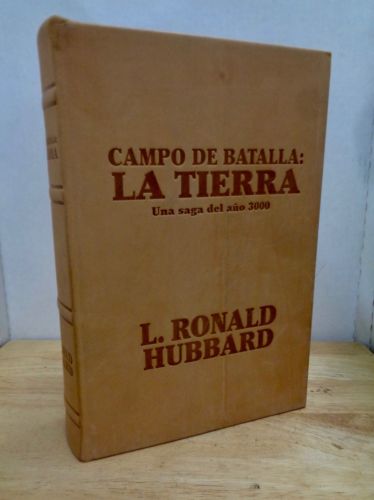 CAMPO DE BATALLA:
LA TIERRA
Una saga del año 3000
L. RONALD
HUBBARD